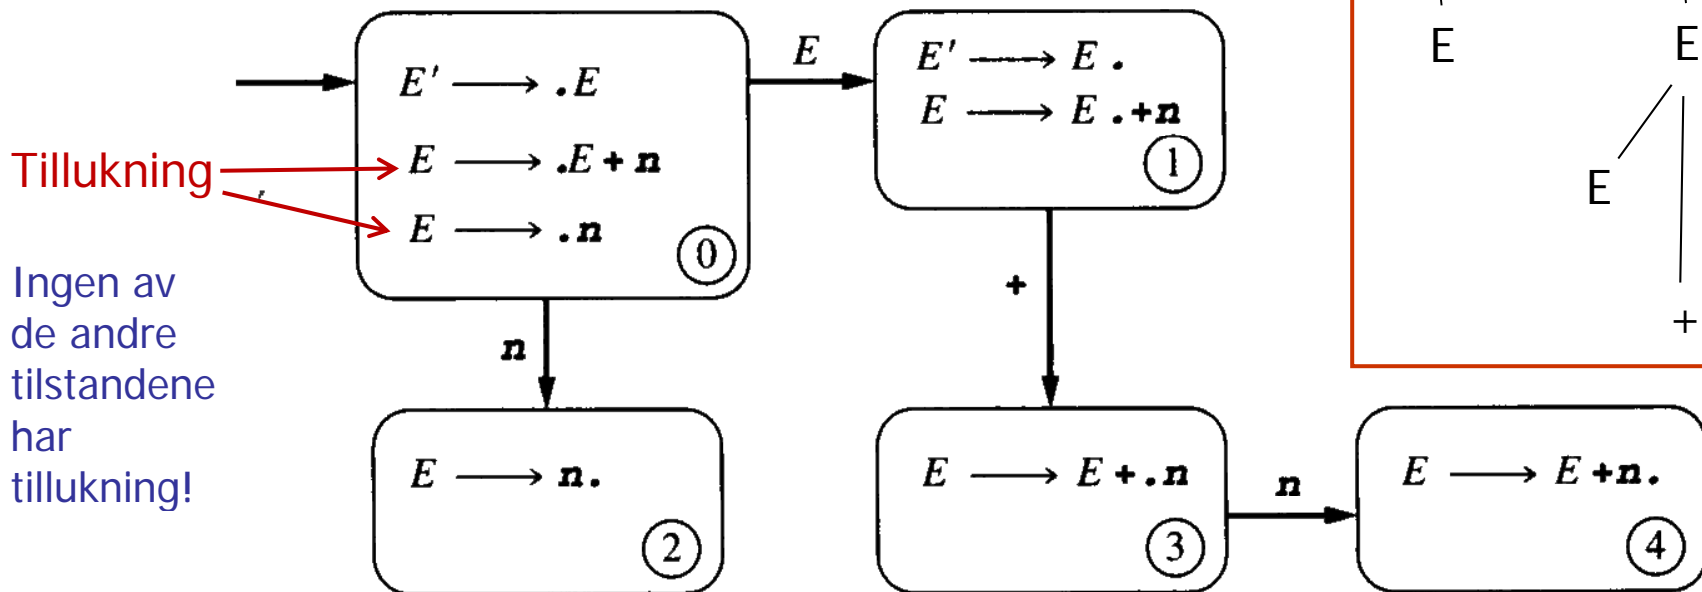 E' ⟶ .E
E ⟶ .E + n
E ⟶ .n
0
E
E' ⟶ E .
E ⟶ E .+n
1
Tillukning
Ingen av
de andre
tilstandene
har
tillukning!
n
+
E ⟶ n.
2
E ⟶ E +.n
3
n
E ⟶ E +n.
4
E
E
E
+